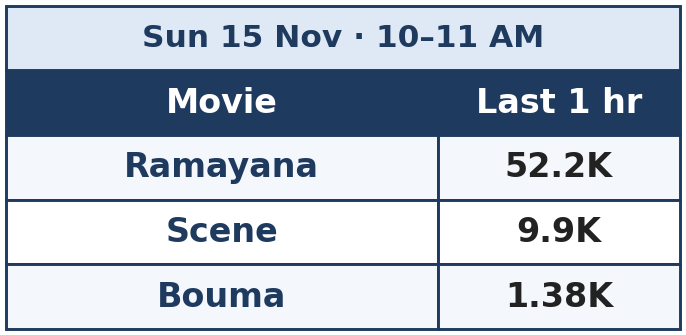 Sun 15 Nov · 10–11 AM
Movie Last 1 hr
Ramayana 52.2K
Scene 9.9K
Bouma 1.38K